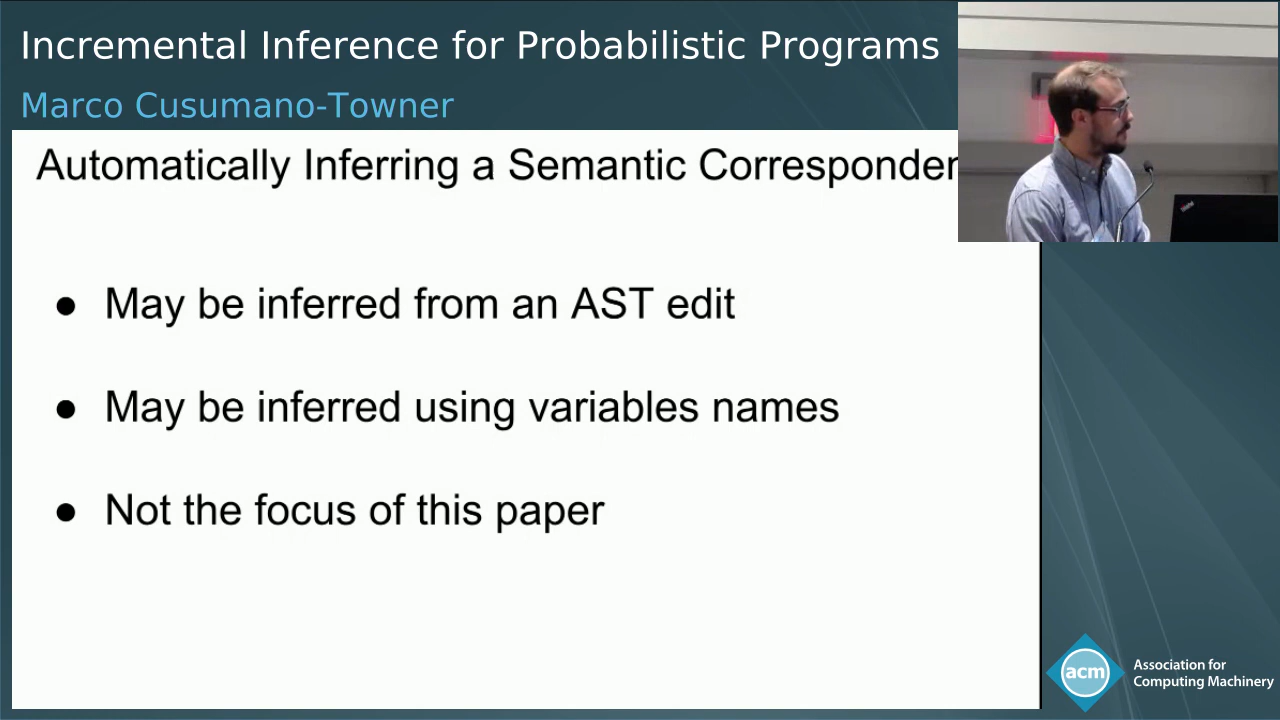 Incremental Inference for Probabilistic Programs
Marco Cusumano-Towner
Automatically Inferring a Semantic
● May be inferred from an AST edit
● May be inferred using variables names
● Not the focus of this paper
acm
Association for
Computing Machinery